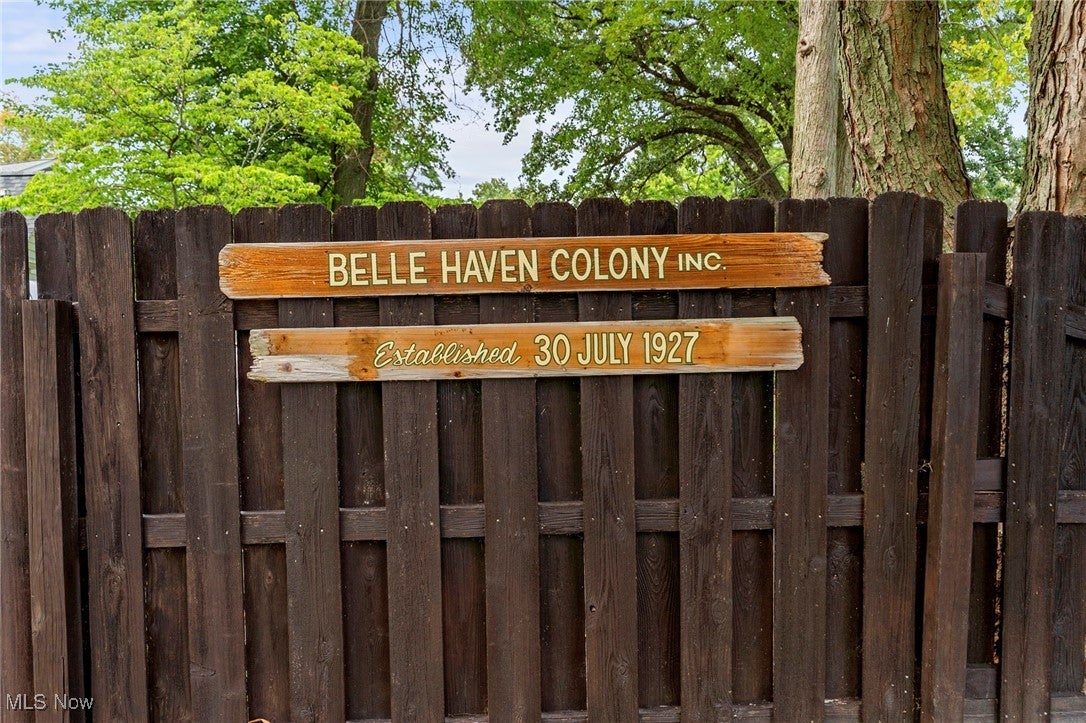 BELLE HAVEN COLONY INC.
Established 30 JULY 1927
MLS Now